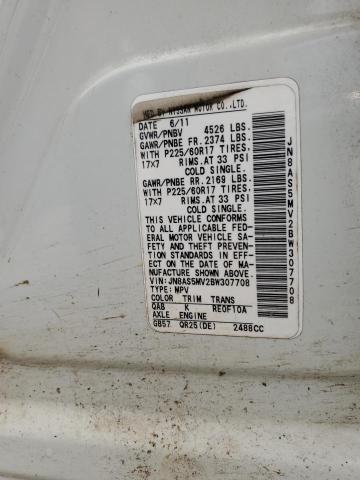 MFD BY NISSAN MOTOR CO.,LTD.
DATE 6/11
GVWR/PNBV 4526 LBS.
GAWR/PNBE FR. 2374 LBS.
WITH P225/60R17 TIRES.
17x7 RIMS.AT 33 PSI
COLD SINGLE.
GAWR/PNBE RR. 2169 LBS.
WITH P225/60R17 TIRES.
17x7 RIMS.AT 33 PSI
COLD SINGLE.
THIS VEHICLE CONFORMS
TO ALL APPLICABLE FED-
ERAL MOTOR VEHICLE SA-
FETY AND THEFT PREVENTION
STANDARDS IN EFF-
ECT ON THE DATE OF MA-
NUFACTURE SHOWN ABOVE.
VIN:JN8AS5MV2BW307708
TYPE:MPV
COLOR TRIM TRANS
QAB K RE0F10A
AXLE ENGINE
GB57 QR25(DE) 2488CC
JN8AS5MV2BW307708